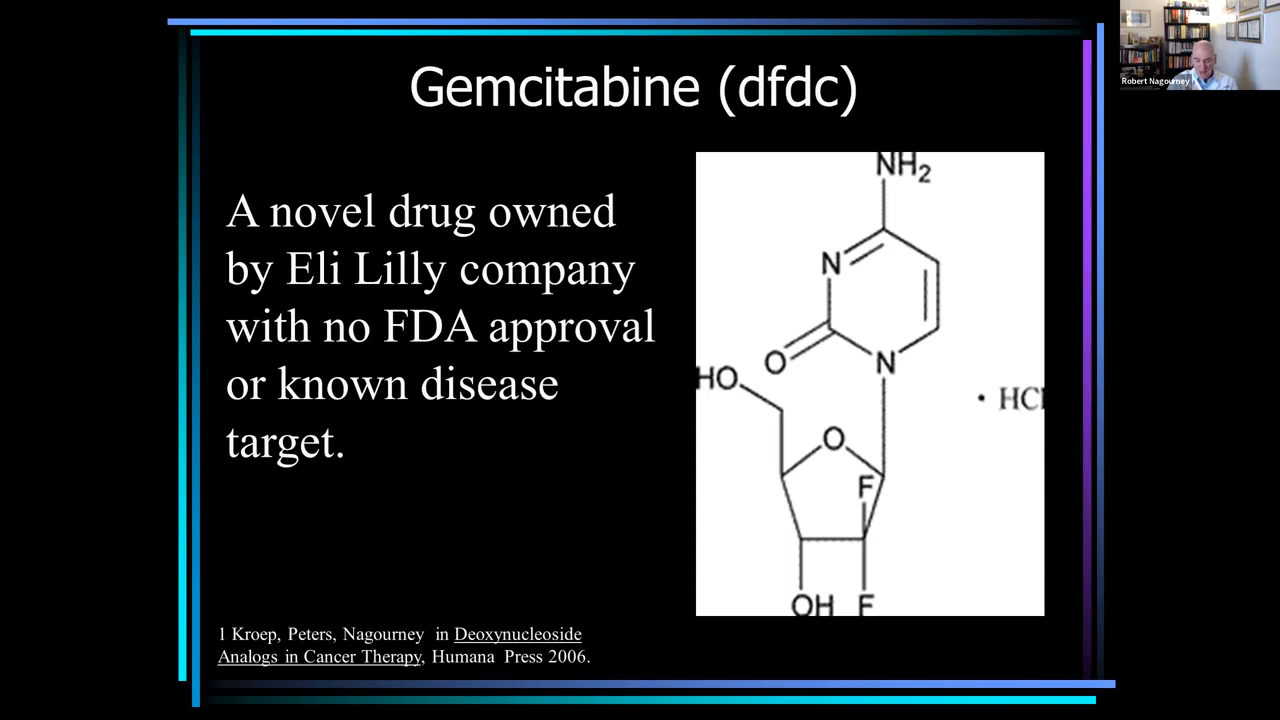 Gemcitabine (dfdc)
Robert Nagourney
A novel drug owned
by Eli Lilly company
with no FDA approval
or known disease
target.
NH2
N
O
N
HO
• HCl
O
F
OH F
1 Kroep, Peters, Nagourney in Deoxynucleoside
Analogs in Cancer Therapy, Humana Press 2006.